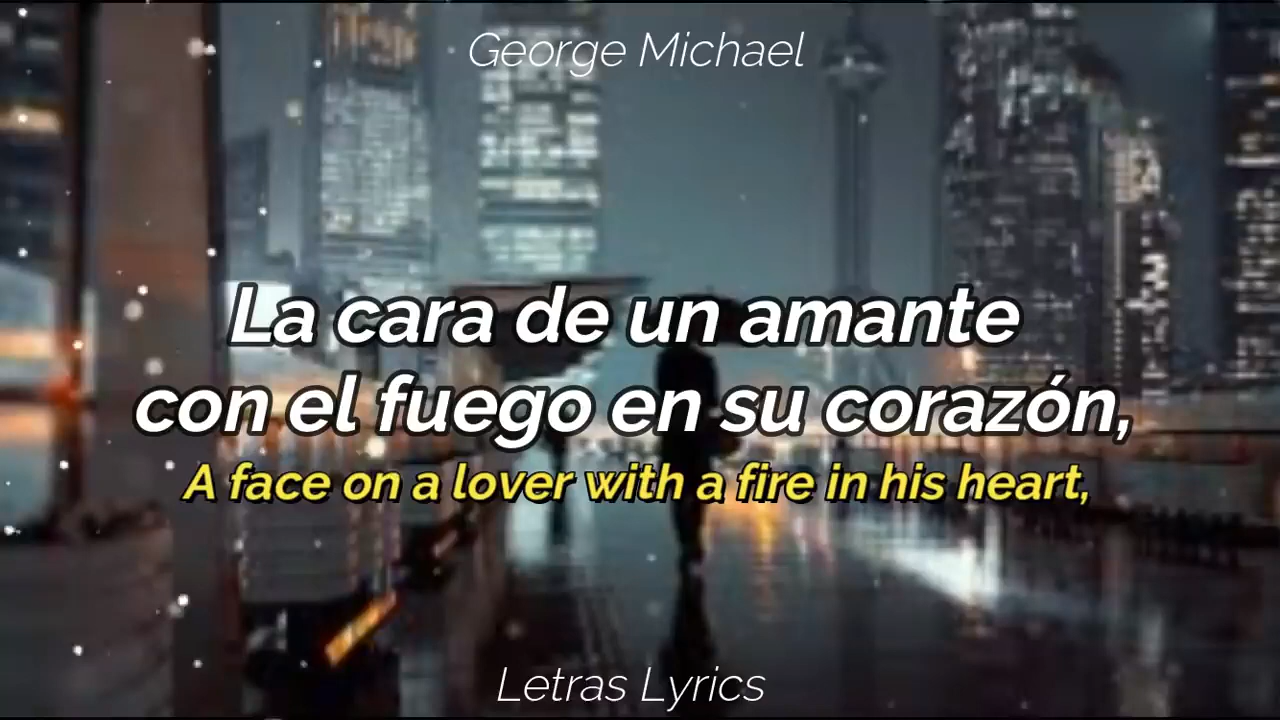 George Michael
La cara de un amante
con el fuego en su corazón,
A face on a lover with a fire in his heart,
Letras Lyrics